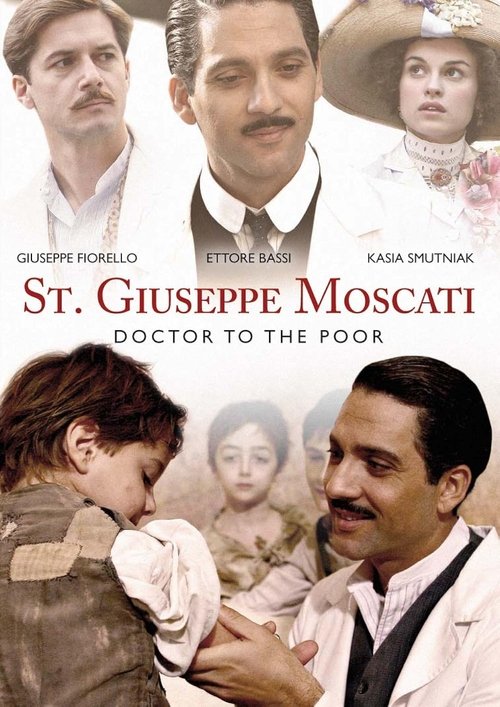 GIUSEPPE FIORELLO ETTORE BASSI KASIA SMUTNIAK
ST. GIUSEPPE MOSCATI
DOCTOR TO THE POOR